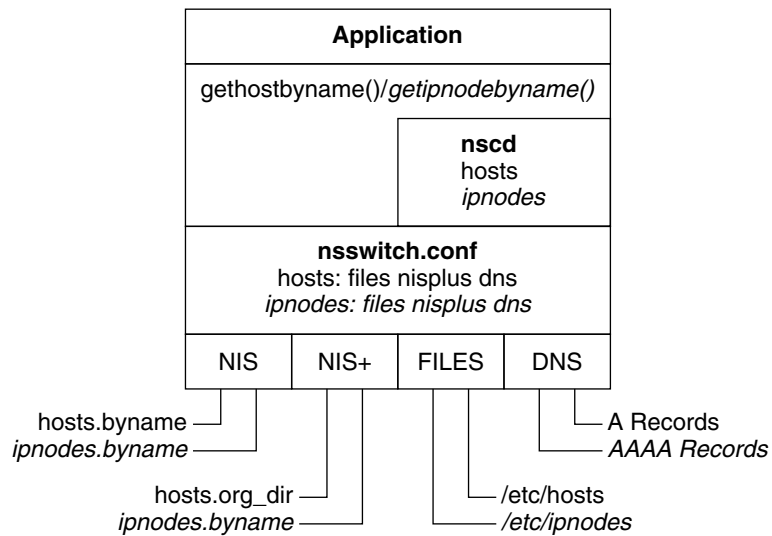 Application
gethostbyname()/getipnodebyname()
nscd
hosts
ipnodes
nsswitch.conf
hosts: files nisplus dns
ipnodes: files nisplus dns
NIS
NIS+
FILES
DNS
hosts.byname
ipnodes.byname
A Records
AAAA Records
hosts.org_dir
ipnodes.byname
/etc/hosts
/etc/ipnodes